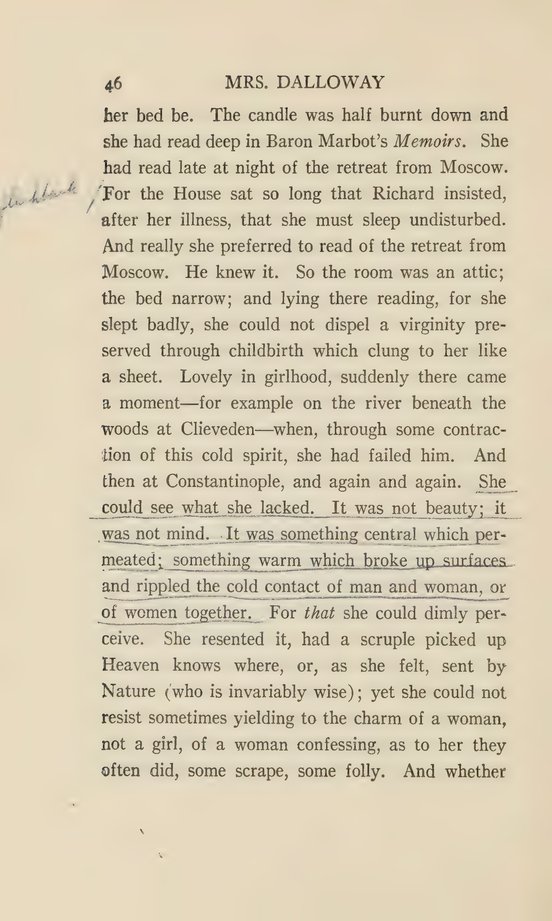 46 MRS. DALLOWAY
her bed be. The candle was half burnt down and
she had read deep in Baron Marbot's Memoirs. She
had read late at night of the retreat from Moscow.
For the House sat so long that Richard insisted,
after her illness, that she must sleep undisturbed.
And really she preferred to read of the retreat from
Moscow. He knew it. So the room was an attic;
the bed narrow; and lying there reading, for she
slept badly, she could not dispel a virginity pre-
served through childbirth which clung to her like
a sheet. Lovely in girlhood, suddenly there came
a moment—for example on the river beneath the
woods at Clieveden—when, through some contrac-
tion of this cold spirit, she had failed him. And
then at Constantinople, and again and again. She
could see what she lacked. It was not beauty; it
was not mind. It was something central which per-
meated; something warm which broke up surfaces
and rippled the cold contact of man and woman, or
of women together. For that she could dimly per-
ceive. She resented it, had a scruple picked up
Heaven knows where, or, as she felt, sent by
Nature (who is invariably wise); yet she could not
resist sometimes yielding to the charm of a woman,
not a girl, of a woman confessing, as to her they
often did, some scrape, some folly. And whether